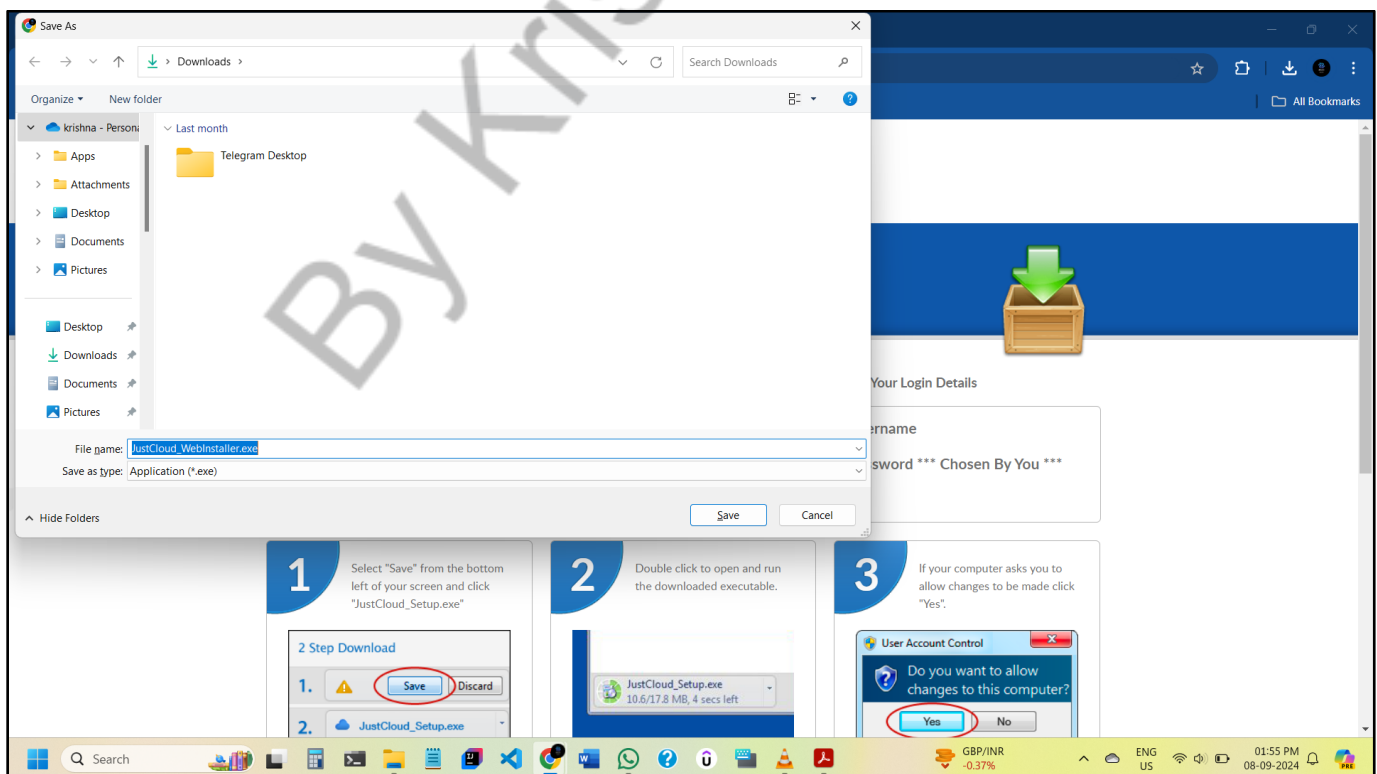 Save As
Downloads
Search Downloads
Organize
New folder
All Bookmarks
krishna - Persona
Last month
Apps
Telegram Desktop
Attachments
Desktop
Documents
Pictures
Desktop
Downloads
Documents
Pictures
File name: JustCloud_WebInstaller.exe
Save as type: Application (*.exe)
Hide Folders
Save
Cancel
By Kris
Your Login Details
ername
sword *** Chosen By You ***
1
Select "Save" from the bottom
left of your screen and click
"JustCloud_Setup.exe"
2 Step Download
1. Save Discard
2. JustCloud_Setup.exe
2
Double click to open and run
the downloaded executable.
JustCloud_Setup.exe
10.6/17.8 MB, 4 secs left
3
If your computer asks you to
allow changes to be made click
"Yes".
User Account Control
Do you want to allow
changes to this computer?
Yes
No
Search
PRE
GBP/INR
-0.37%
ENG
US
01:55 PM
08-09-2024
PRE